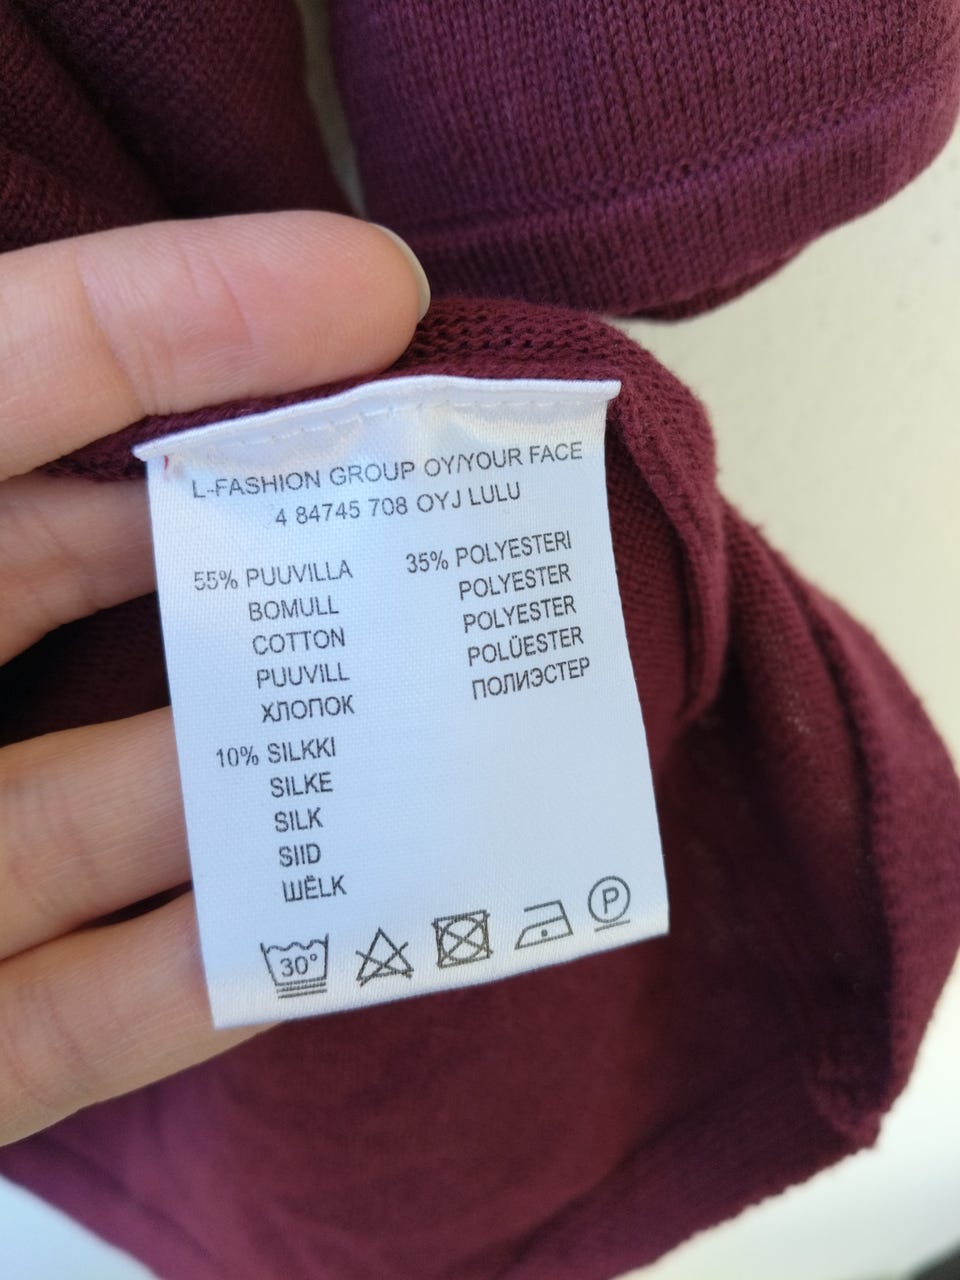 L-FASHION GROUP OY/YOUR FACE
4 84745 708 OYJ LULU
55% PUUVILLA
BOMULL
COTTON
PUUVILL
ХЛОПОК
10% SILKKI
SILKE
SILK
SIID
ШЁLK
35% POLYESTERI
POLYESTER
POLYESTER
POLÜESTER
ПОЛИЭСТЕР
30°
P